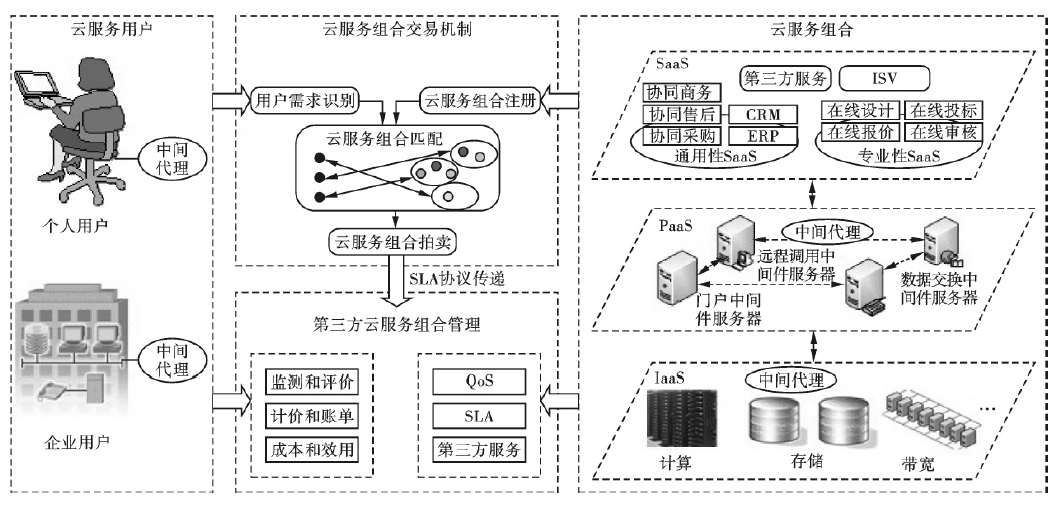 云服务用户
中间
代理
个人用户
中间
代理
企业用户
云服务组合交易机制
用户需求识别
云服务组合注册
云服务组合匹配
云服务组合拍卖
SLA协议传递
第三方云服务组合管理
监测和评价
计价和账单
成本和效用
QoS
SLA
第三方服务
云服务组合
SaaS
第三方服务
ISV
协同商务
协同售后
CRM
协同采购
ERP
通用性SaaS
在线设计
在线投标
在线报价
在线审核
专业性SaaS
PaaS
中间代理
远程调用中
间件服务器
门户中间
件服务器
数据交换中
间件服务器
IaaS
中间代理
计算
存储
带宽
…